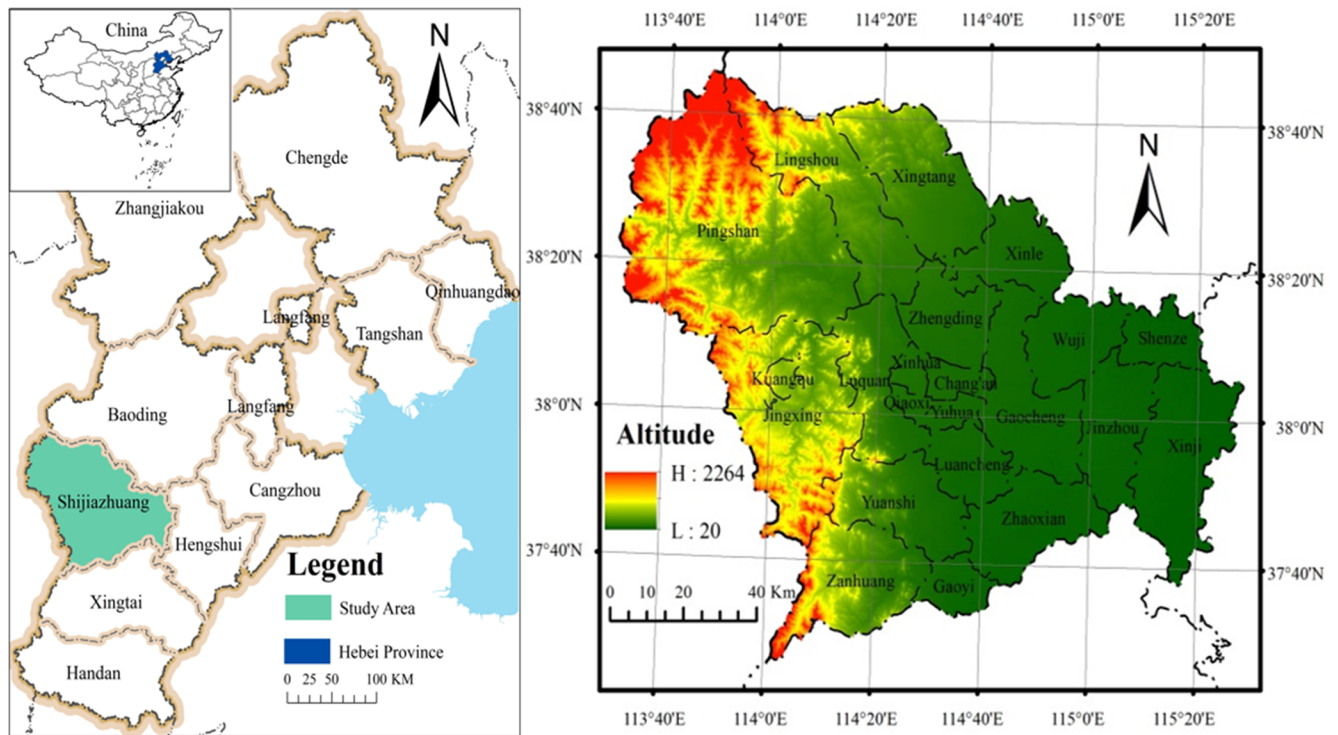 China
N
Chengde
Zhangjiakou
Qinhuangdao
Langfang
Tangshan
Baoding
Langfang
Shijiazhuang
Cangzhou
Hengshui
Xingtai
Handan
Legend
Study Area
Hebei Province
0 25 50 100 KM
113°40'E 114°0'E 114°20'E 114°40'E 115°0'E 115°20'E
38°40'N
38°20'N
38°0'N
37°40'N
38°40'N
38°20'N
38°0'N
37°40'N
N
Lingshou
Xingtang
Pingshan
Xinle
Zhengding
Wuji
Shenze
Xinhua
Kuangqu
Luquan
Chang'an
Qiaoxi
Yuhua
Jingxing
Gaocheng
Jinzhou
Xinji
Luancheng
Yuanshi
Zhaoxian
Zanhuang
Gaoyi
Altitude
H : 2264
L : 20
0 10 20 40 Km
113°40'E 114°0'E 114°20'E 114°40'E 115°0'E 115°20'E